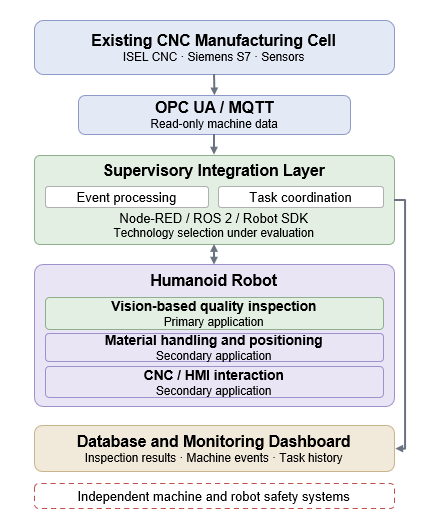 Existing CNC Manufacturing Cell
ISEL CNC · Siemens S7 · Sensors
OPC UA / MQTT
Read-only machine data
Supervisory Integration Layer
Event processing
Task coordination
Node-RED / ROS 2 / Robot SDK
Technology selection under evaluation
Humanoid Robot
Vision-based quality inspection
Primary application
Material handling and positioning
Secondary application
CNC / HMI interaction
Secondary application
Database and Monitoring Dashboard
Inspection results · Machine events · Task history
Independent machine and robot safety systems